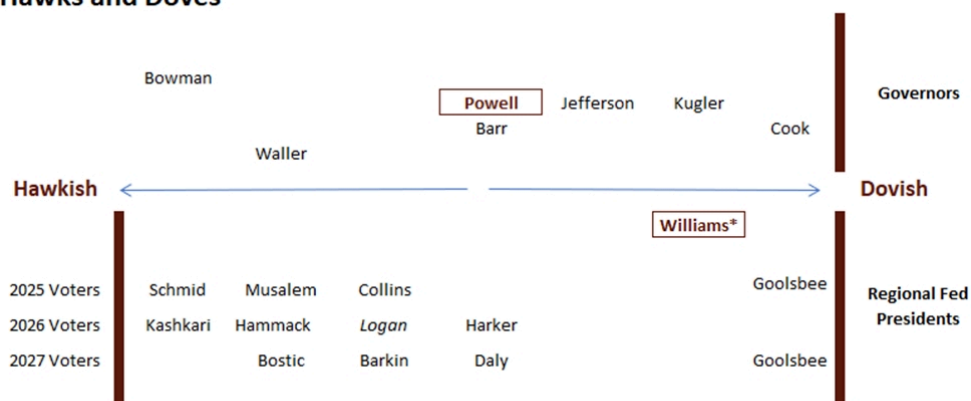 Hawks and Doves
Bowman
Powell Jefferson Kugler Governors
Barr Cook
Waller
Hawkish Dovish
Williams*
2025 Voters Schmid Musalem Collins Goolsbee Regional Fed
2026 Voters Kashkari Hammack Logan Harker Presidents
2027 Voters Bostic Barkin Daly Goolsbee